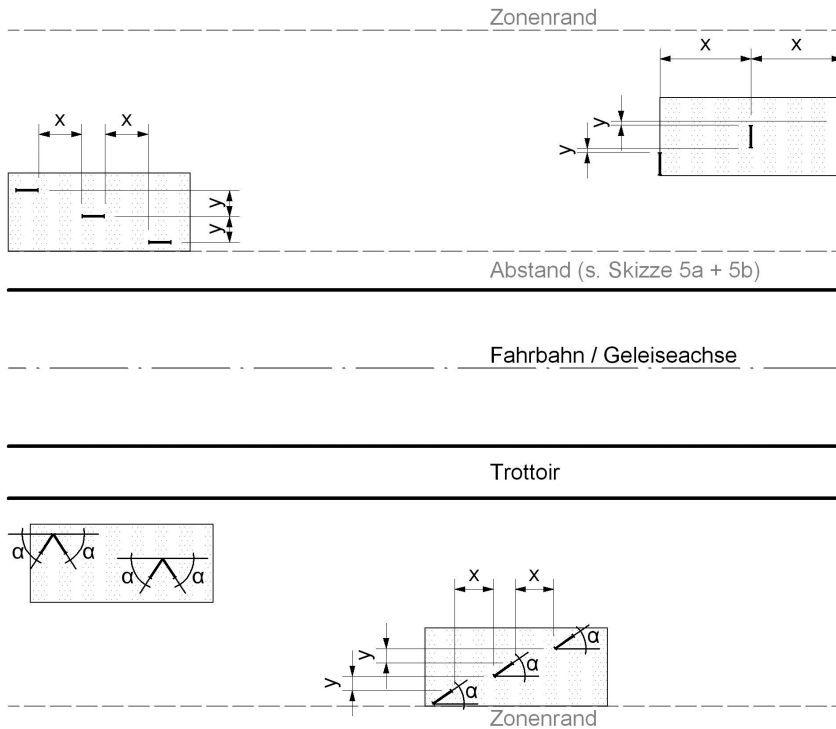 Zonenrand
x x
y
x x
y
y
y
y
Abstand (s. Skizze 5a + 5b)
Fahrbahn / Geleiseachse
Trottoir
α α
α α
x x
y α
y α
α
Zonenrand